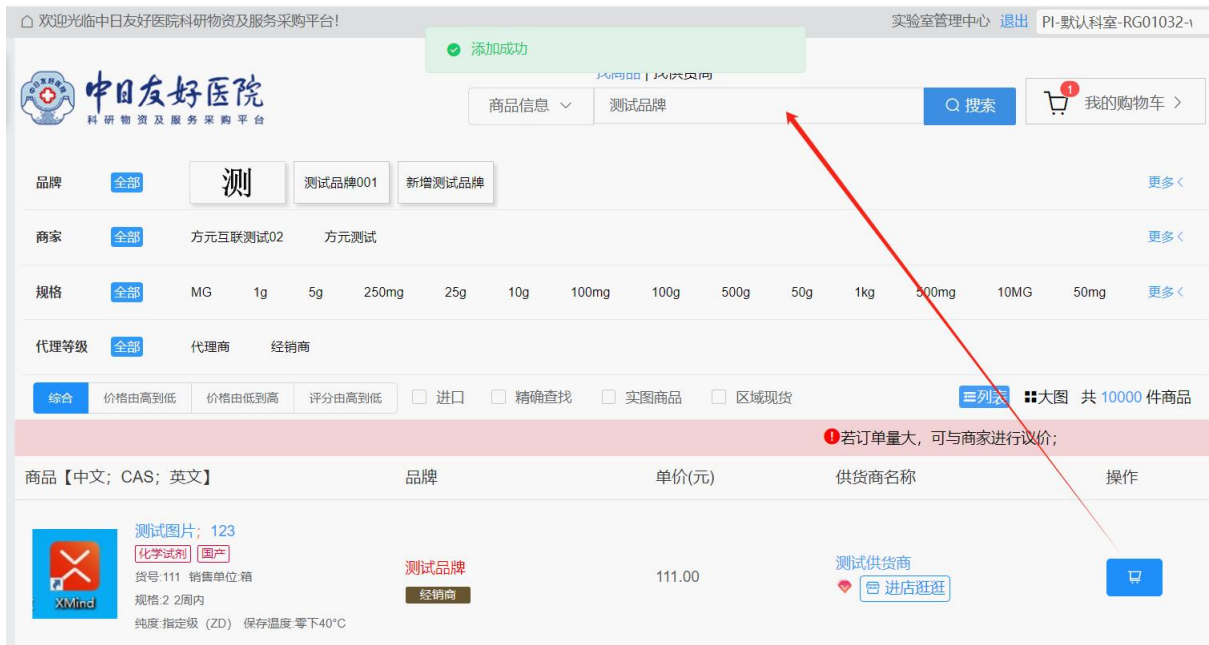 欢迎光临中日友好医院科研物资及服务采购平台!
实验室管理中心 退出 PI-默认科室-RG01032-
添加成功
找商品 | 找供货商
中日友好医院
科研物资及服务采购平台
商品信息 测试品牌 搜索 1 我的购物车
品牌 全部 测 测试品牌001 新增测试品牌 更多
商家 全部 方元互联测试02 方元测试 更多
规格 全部 MG 1g 5g 250mg 25g 10g 100mg 100g 500g 50g 1kg 500mg 10MG 50mg 更多
代理等级 全部 代理商 经销商
综合 价格由高到低 价格由低到高 评分由高到低 进口 精确查找 实图商品 区域现货 列表 大图 共 10000 件商品
若订单量大，可与商家进行议价;
商品【中文; CAS; 英文】 品牌 单价(元) 供货商名称 操作
测试图片; 123
化学试剂 国产
货号:111 销售单位:箱
规格:2 2周内
纯度:指定级 (ZD) 保存温度:零下40°C
XMind
测试品牌
经销商
111.00
测试供货商
进店逛逛